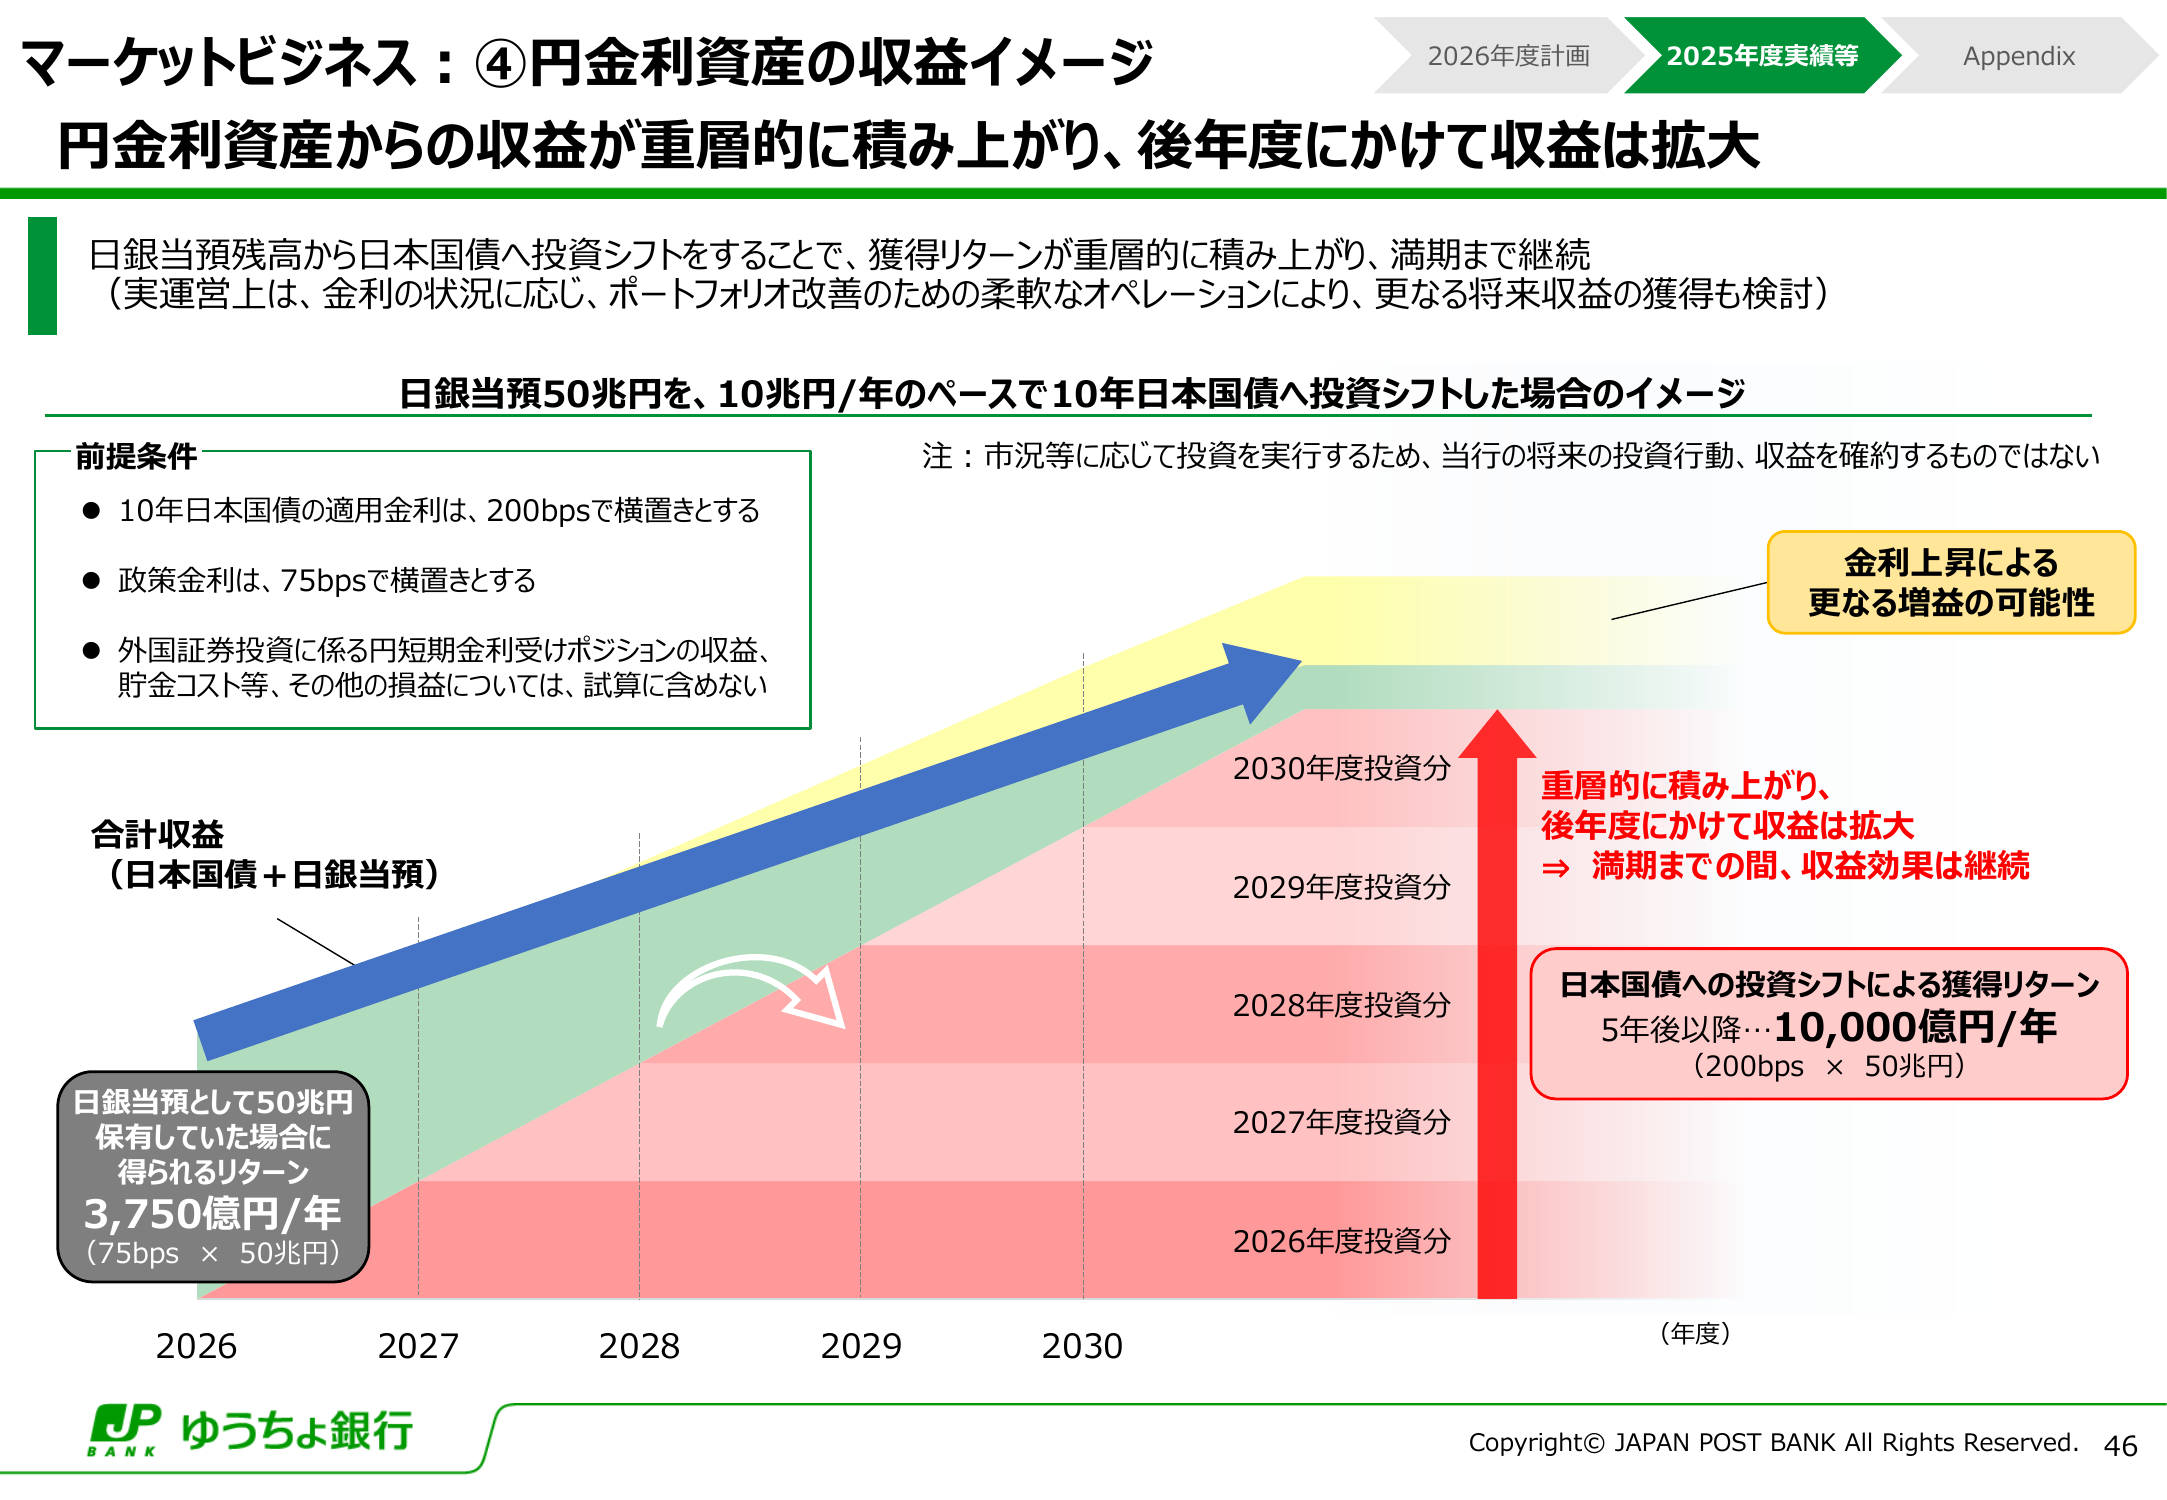 マーケットビジネス：④円金利資産の収益イメージ
2026年度計画
2025年度実績等
Appendix
円金利資産からの収益が重層的に積み上がり、後年度にかけて収益は拡大
日銀当預残高から日本国債へ投資シフトをすることで、獲得リターンが重層的に積み上がり、満期まで継続
（実運営上は、金利の状況に応じ、ポートフォリオ改善のための柔軟なオペレーションにより、更なる将来収益の獲得も検討）
日銀当預50兆円を、10兆円/年のペースで10年日本国債へ投資シフトした場合のイメージ
前提条件
● 10年日本国債の適用金利は、200bpsで横置きとする
● 政策金利は、75bpsで横置きとする
● 外国証券投資に係る円短期金利受けポジションの収益、
貯金コスト等、その他の損益については、試算に含めない
注：市況等に応じて投資を実行するため、当行の将来の投資行動、収益を確約するものではない
金利上昇による
更なる増益の可能性
合計収益
（日本国債＋日銀当預）
2030年度投資分
2029年度投資分
2028年度投資分
2027年度投資分
2026年度投資分
重層的に積み上がり、
後年度にかけて収益は拡大
⇒ 満期までの間、収益効果は継続
日本国債への投資シフトによる獲得リターン
5年後以降…10,000億円/年
（200bps × 50兆円）
日銀当預として50兆円
保有していた場合に
得られるリターン
3,750億円/年
（75bps × 50兆円）
2026
2027
2028
2029
2030
（年度）
JP
BANK
ゆうちょ銀行
Copyright© JAPAN POST BANK All Rights Reserved.
46